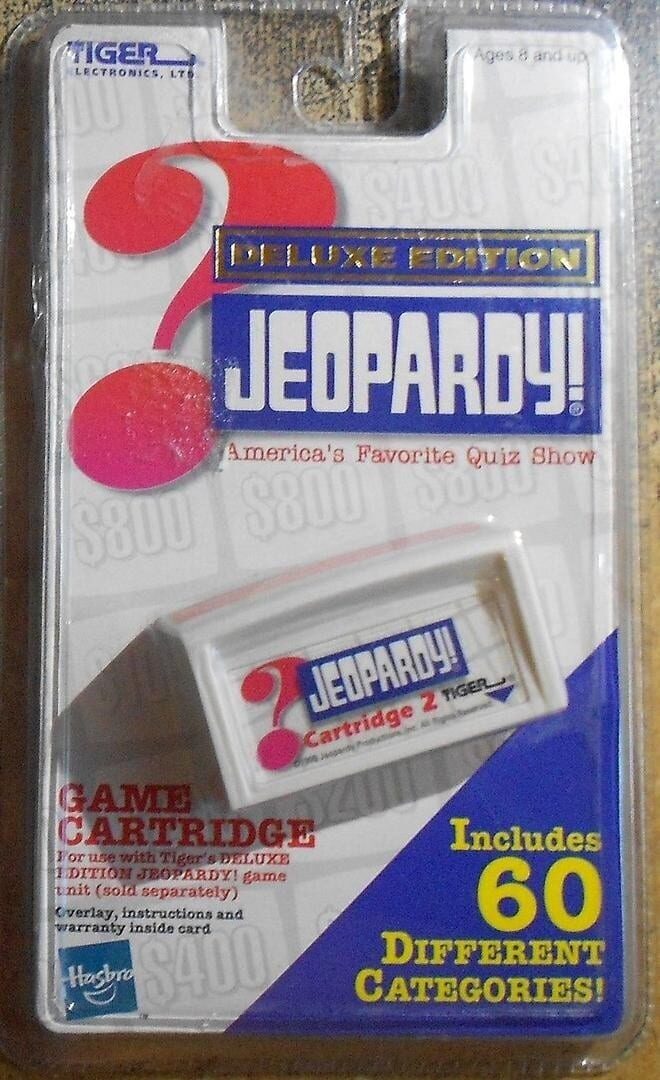 TIGER
ELECTRONICS, LTD
Ages 8 and up
$400
DELUXE EDITION
JEOPARDY!
America's Favorite Quiz Show
$800 $800 $800
JEOPARDY!
Cartridge 2 TIGER
GAME
CARTRIDGE
For use with Tiger's DELUXE
EDITION JEOPARDY! game
unit (sold separately)
Overlay, instructions and
warranty inside card
Hasbro
$400
$200
Includes
60
DIFFERENT
CATEGORIES!